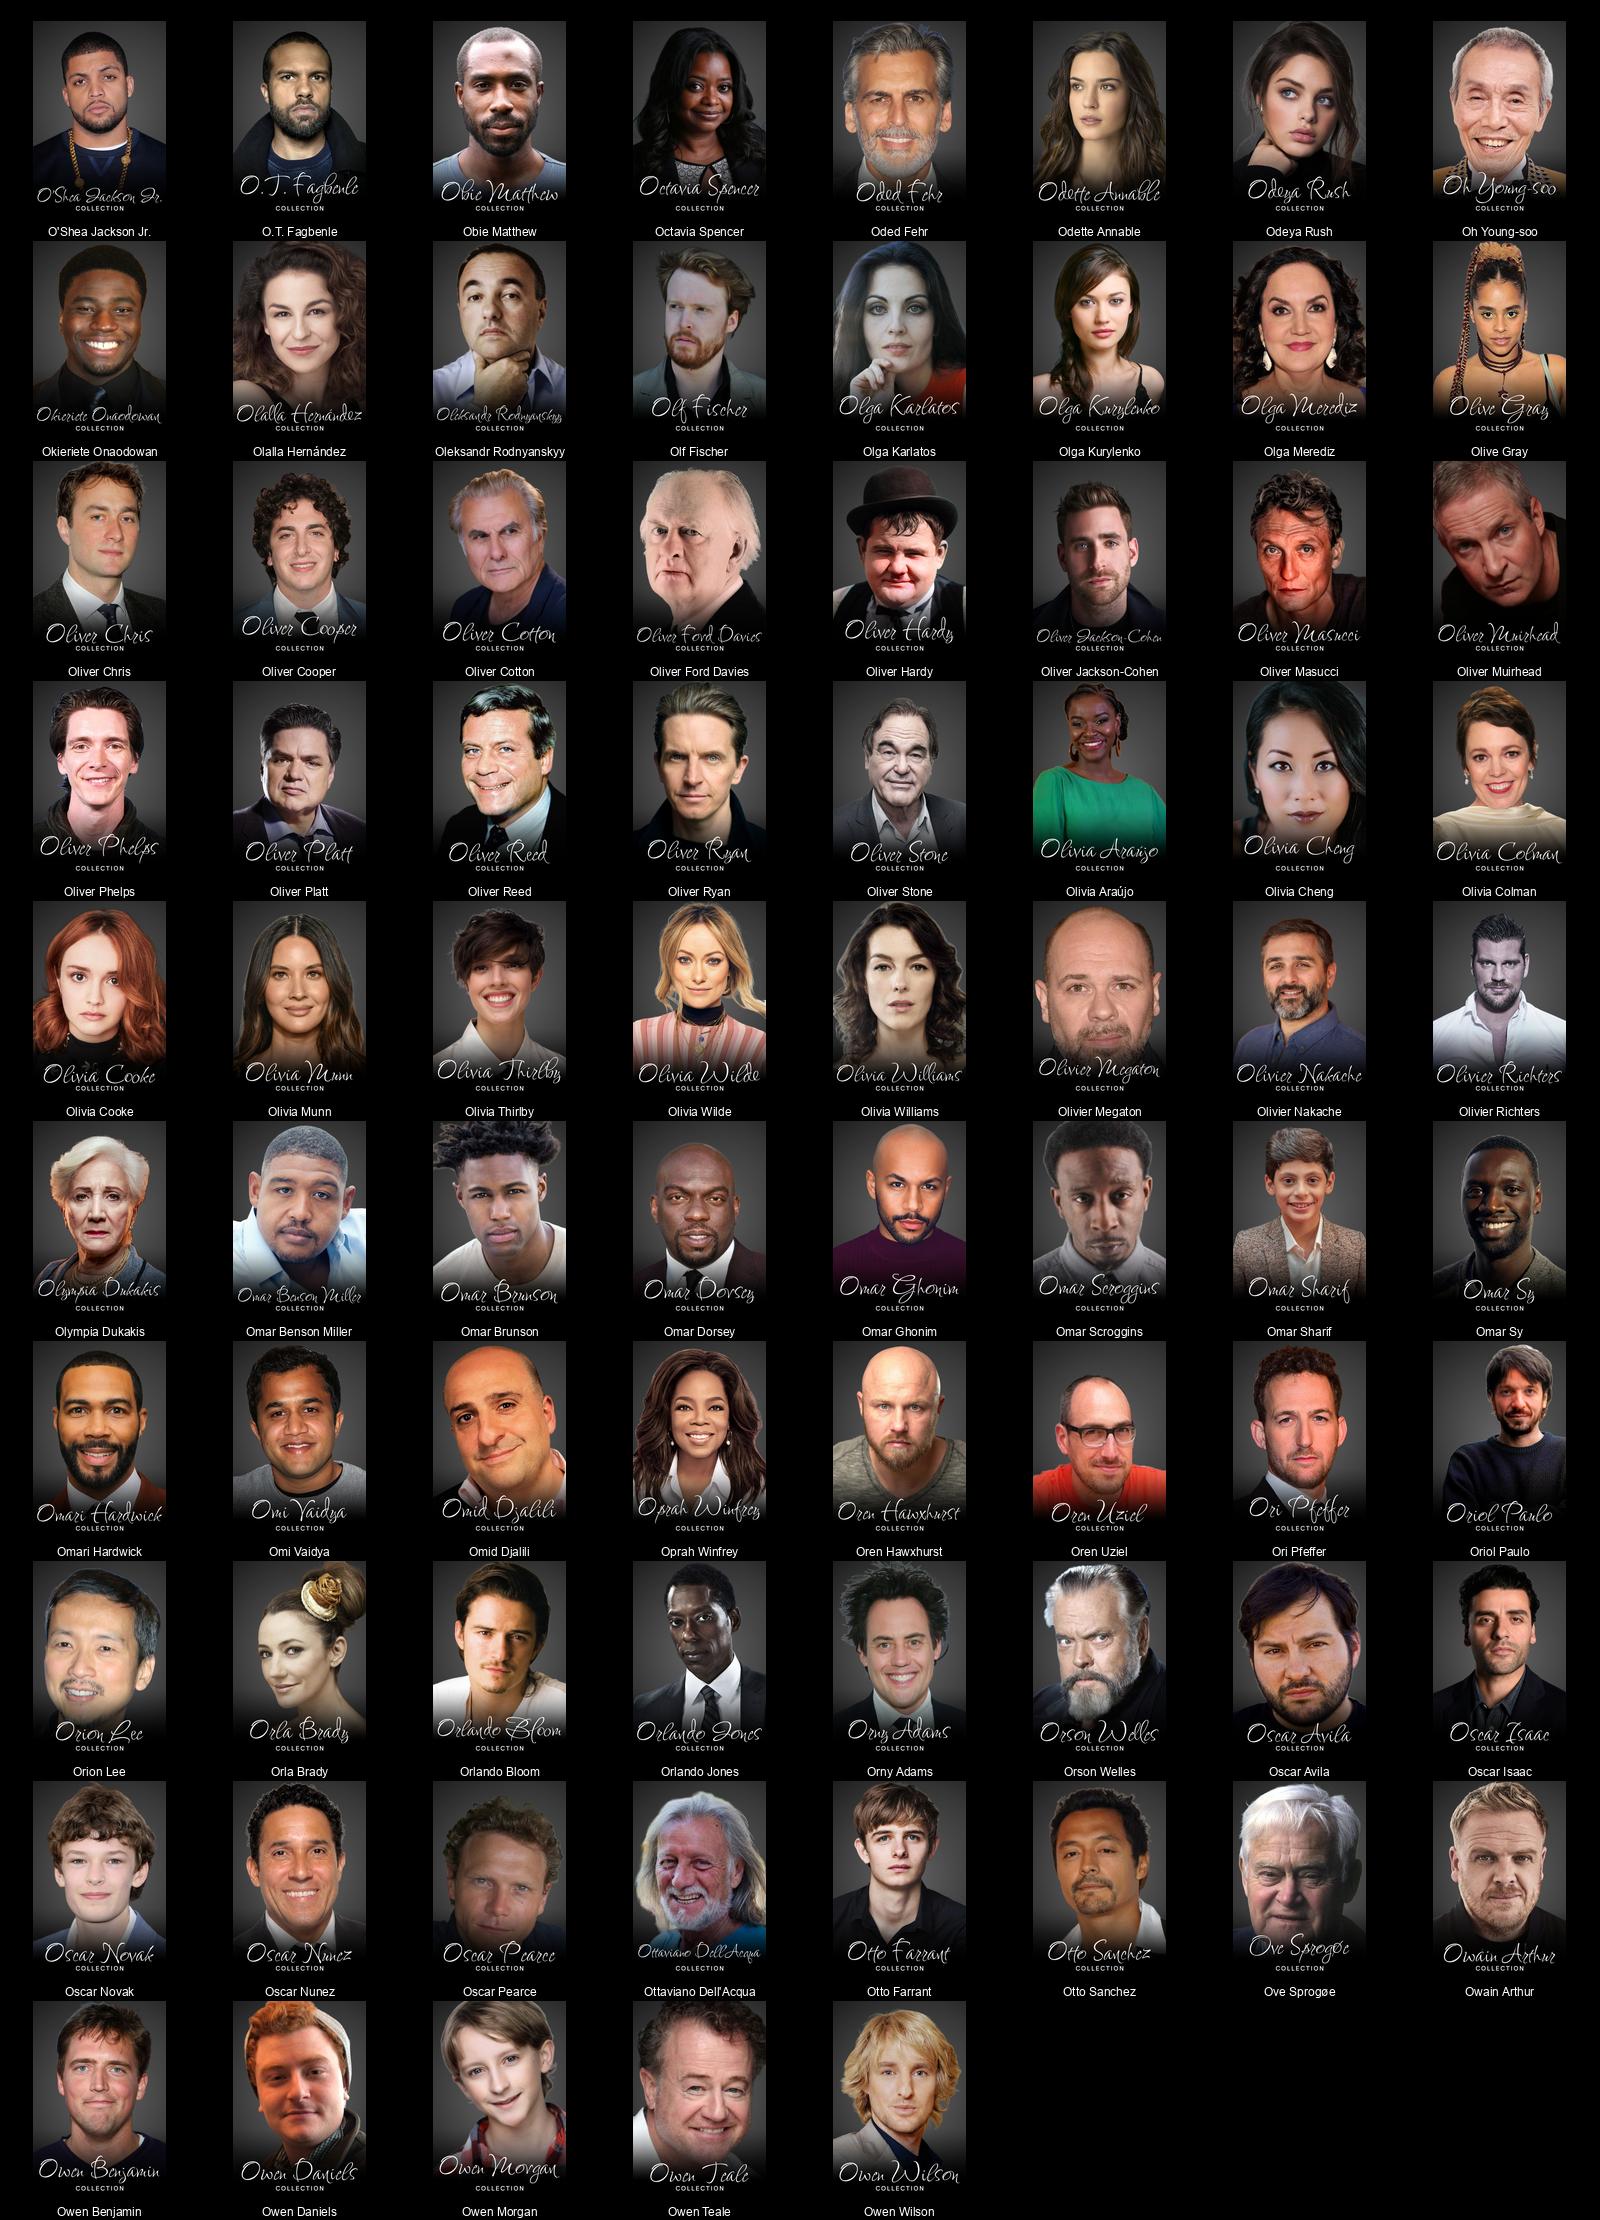 O'Shea Jackson Jr. O.T. Fagbenle Obie Matthew Octavia Spencer Oded Fehr Odette Annable Odeya Rush Oh Young-soo
COLLECTION COLLECTION COLLECTION COLLECTION COLLECTION COLLECTION COLLECTION COLLECTION
O'Shea Jackson Jr. O.T. Fagbenle Obie Matthew Octavia Spencer Oded Fehr Odette Annable Odeya Rush Oh Young-soo
Okieriete Onaodowan Olalla Hernández Oleksandr Rodnyanskyy Olf Fischer Olga Karlatos Olga Kurylenko Olga Merediz Olive Gray
COLLECTION COLLECTION COLLECTION COLLECTION COLLECTION COLLECTION COLLECTION COLLECTION
Okieriete Onaodowan Olalla Hernández Oleksandr Rodnyanskyy Olf Fischer Olga Karlatos Olga Kurylenko Olga Merediz Olive Gray
Oliver Chris Oliver Cooper Oliver Cotton Oliver Ford Davies Oliver Hardy Oliver Jackson-Cohen Oliver Masucci Oliver Muirhead
COLLECTION COLLECTION COLLECTION COLLECTION COLLECTION COLLECTION COLLECTION COLLECTION
Oliver Chris Oliver Cooper Oliver Cotton Oliver Ford Davies Oliver Hardy Oliver Jackson-Cohen Oliver Masucci Oliver Muirhead
Oliver Phelps Oliver Platt Oliver Reed Oliver Ryan Oliver Stone Olivia Araújo Olivia Cheng Olivia Colman
COLLECTION COLLECTION COLLECTION COLLECTION COLLECTION COLLECTION COLLECTION COLLECTION
Oliver Phelps Oliver Platt Oliver Reed Oliver Ryan Oliver Stone Olivia Araújo Olivia Cheng Olivia Colman
Olivia Cooke Olivia Munn Olivia Thirlby Olivia Wilde Olivia Williams Olivier Megaton Olivier Nakache Olivier Richters
COLLECTION COLLECTION COLLECTION COLLECTION COLLECTION COLLECTION COLLECTION COLLECTION
Olivia Cooke Olivia Munn Olivia Thirlby Olivia Wilde Olivia Williams Olivier Megaton Olivier Nakache Olivier Richters
Olympia Dukakis Omar Benson Miller Omar Brunson Omar Dorsey Omar Ghonim Omar Scroggins Omar Sharif Omar Sy
COLLECTION COLLECTION COLLECTION COLLECTION COLLECTION COLLECTION COLLECTION COLLECTION
Olympia Dukakis Omar Benson Miller Omar Brunson Omar Dorsey Omar Ghonim Omar Scroggins Omar Sharif Omar Sy
Omari Hardwick Omi Vaidya Omid Djalili Oprah Winfrey Oren Hawxhurst Oren Uziel Ori Pfeffer Oriol Paulo
COLLECTION COLLECTION COLLECTION COLLECTION COLLECTION COLLECTION COLLECTION COLLECTION
Omari Hardwick Omi Vaidya Omid Djalili Oprah Winfrey Oren Hawxhurst Oren Uziel Ori Pfeffer Oriol Paulo
Orion Lee Orla Brady Orlando Bloom Orlando Jones Orny Adams Orson Welles Oscar Avila Oscar Isaac
COLLECTION COLLECTION COLLECTION COLLECTION COLLECTION COLLECTION COLLECTION COLLECTION
Orion Lee Orla Brady Orlando Bloom Orlando Jones Orny Adams Orson Welles Oscar Avila Oscar Isaac
Oscar Novak Oscar Nunez Oscar Pearce Ottaviano Dell'Acqua Otto Farrant Otto Sanchez Ove Sprogøe Owain Arthur
COLLECTION COLLECTION COLLECTION COLLECTION COLLECTION COLLECTION COLLECTION COLLECTION
Oscar Novak Oscar Nunez Oscar Pearce Ottaviano Dell'Acqua Otto Farrant Otto Sanchez Ove Sprogøe Owain Arthur
Owen Benjamin Owen Daniels Owen Morgan Owen Teale Owen Wilson
COLLECTION COLLECTION COLLECTION COLLECTION COLLECTION
Owen Benjamin Owen Daniels Owen Morgan Owen Teale Owen Wilson